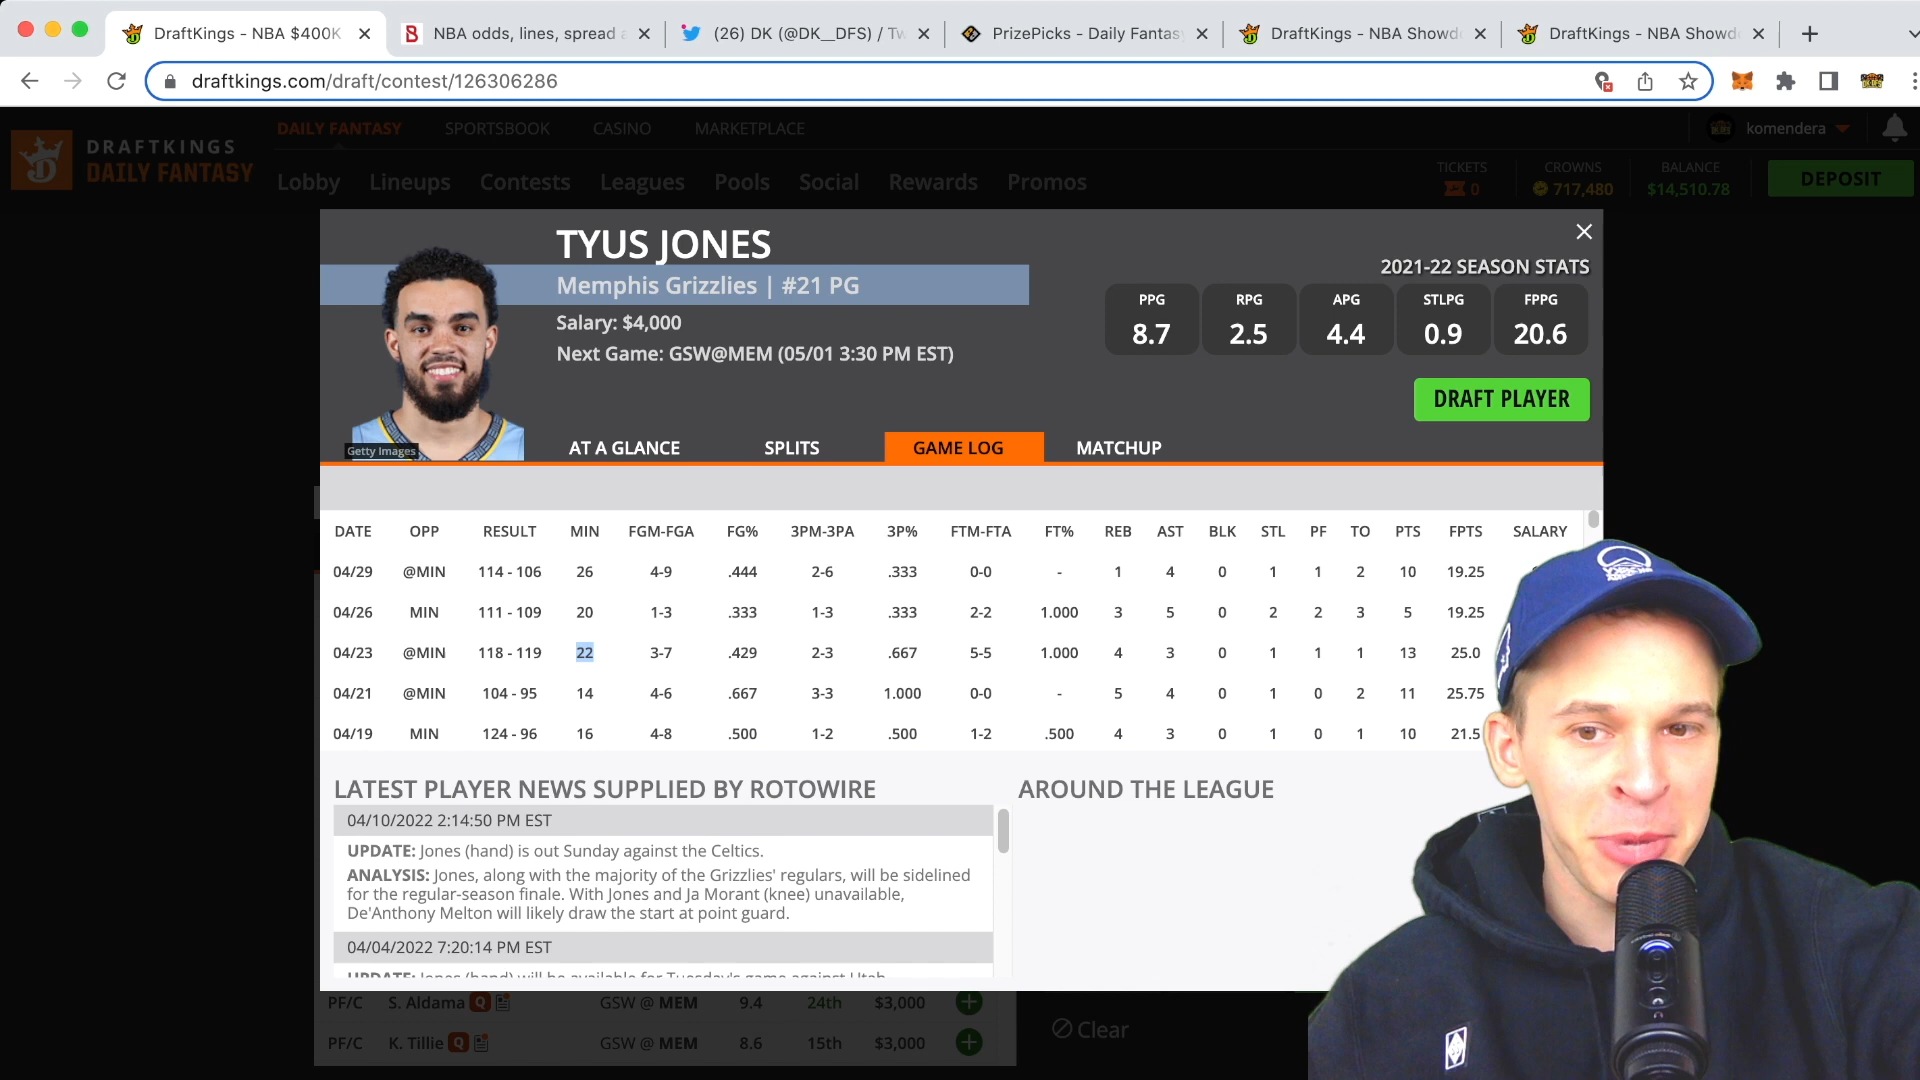 DraftKings - NBA $400K
NBA odds, lines, spread a
(26) DK (@DK__DFS) / Tw
PrizePicks - Daily Fantasy
DraftKings - NBA Showd
DraftKings - NBA Showd
draftkings.com/draft/contest/126306286
DRAFTKINGS
DAILY FANTASY
DAILY FANTASY SPORTSBOOK CASINO MARKETPLACE
komendera
Lobby Lineups Contests Leagues Pools Social Rewards Promos
TICKETS
0
CROWNS
717,480
BALANCE
$14,510.78
DEPOSIT
TYUS JONES
Memphis Grizzlies | #21 PG
Salary: $4,000
Next Game: GSW@MEM (05/01 3:30 PM EST)
Getty Images
2021-22 SEASON STATS
PPG RPG APG STLPG FPPG
8.7 2.5 4.4 0.9 20.6
DRAFT PLAYER
AT A GLANCE SPLITS GAME LOG MATCHUP
DATE OPP RESULT MIN FGM-FGA FG% 3PM-3PA 3P% FTM-FTA FT% REB AST BLK STL PF TO PTS FPTS SALARY
04/29 @MIN 114 - 106 26 4-9 .444 2-6 .333 0-0 - 1 4 0 1 1 2 10 19.25
04/26 MIN 111 - 109 20 1-3 .333 1-3 .333 2-2 1.000 3 5 0 2 2 3 5 19.25
04/23 @MIN 118 - 119 22 3-7 .429 2-3 .667 5-5 1.000 4 3 0 1 1 1 13 25.0
04/21 @MIN 104 - 95 14 4-6 .667 3-3 1.000 0-0 - 5 4 0 1 0 2 11 25.75
04/19 MIN 124 - 96 16 4-8 .500 1-2 .500 1-2 .500 4 3 0 1 0 1 10 21.5
LATEST PLAYER NEWS SUPPLIED BY ROTOWIRE
AROUND THE LEAGUE
04/10/2022 2:14:50 PM EST
UPDATE: Jones (hand) is out Sunday against the Celtics.
ANALYSIS: Jones, along with the majority of the Grizzlies' regulars, will be sidelined
for the regular-season finale. With Jones and Ja Morant (knee) unavailable,
De'Anthony Melton will likely draw the start at point guard.
04/04/2022 7:20:14 PM EST
UPDATE: Jones (hand) will be available for Tuesday's game against Utah.
PF/C S. Aldama Q GSW @ MEM 9.4 24th $3,000
PF/C K. Tillie Q GSW @ MEM 8.6 15th $3,000
Clear